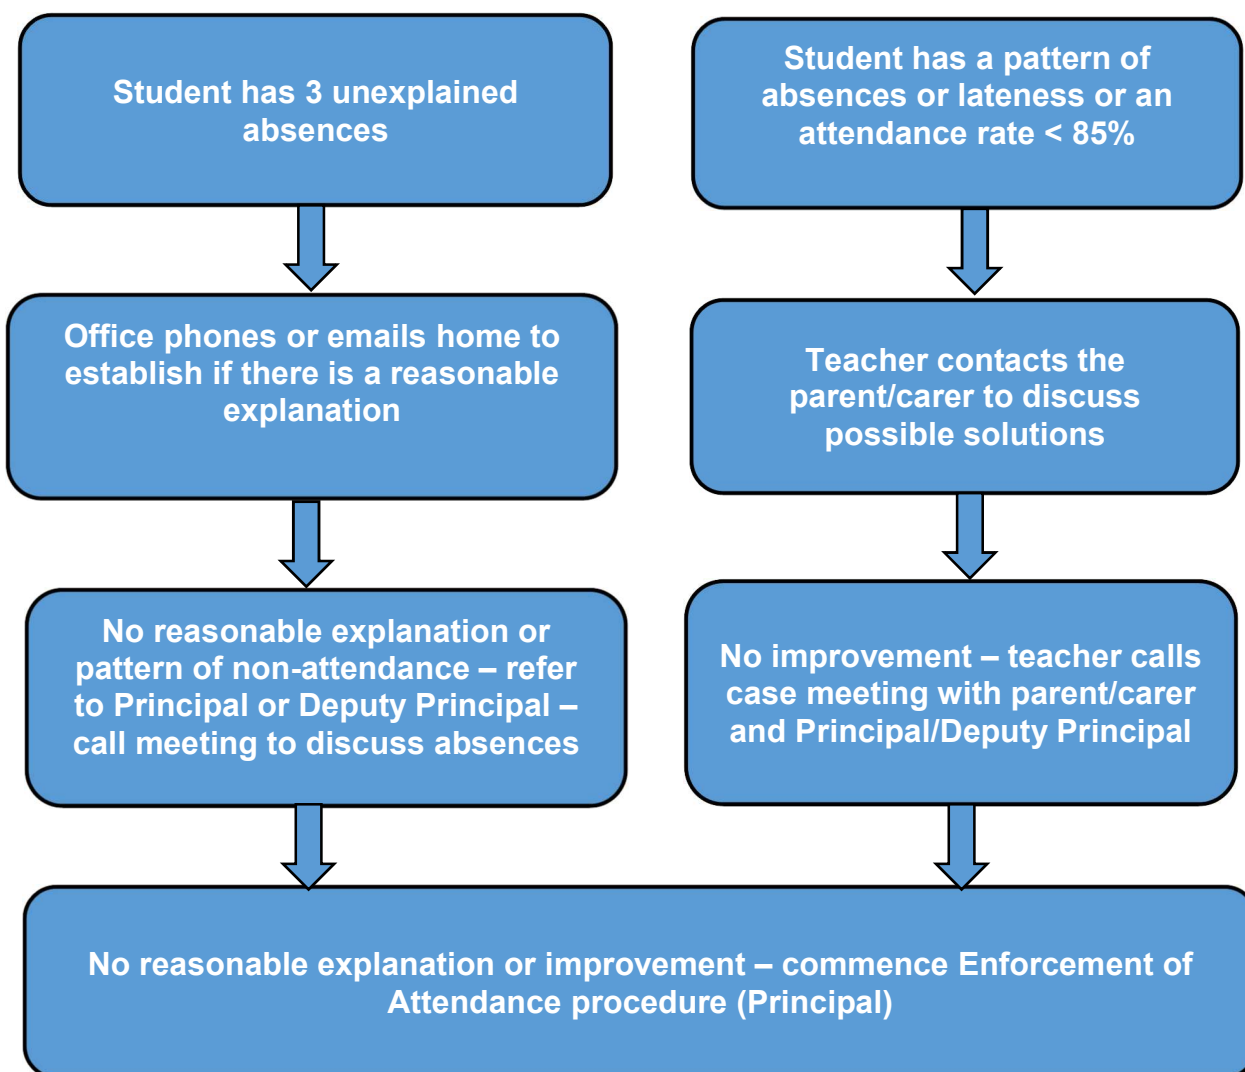 Student has 3 unexplained
absences
Student has a pattern of
absences or lateness or an
attendance rate < 85%
Office phones or emails home to
establish if there is a reasonable
explanation
Teacher contacts the
parent/carer to discuss
possible solutions
No reasonable explanation or
pattern of non-attendance – refer
to Principal or Deputy Principal –
call meeting to discuss absences
No improvement – teacher calls
case meeting with parent/carer
and Principal/Deputy Principal
No reasonable explanation or improvement – commence Enforcement of
Attendance procedure (Principal)